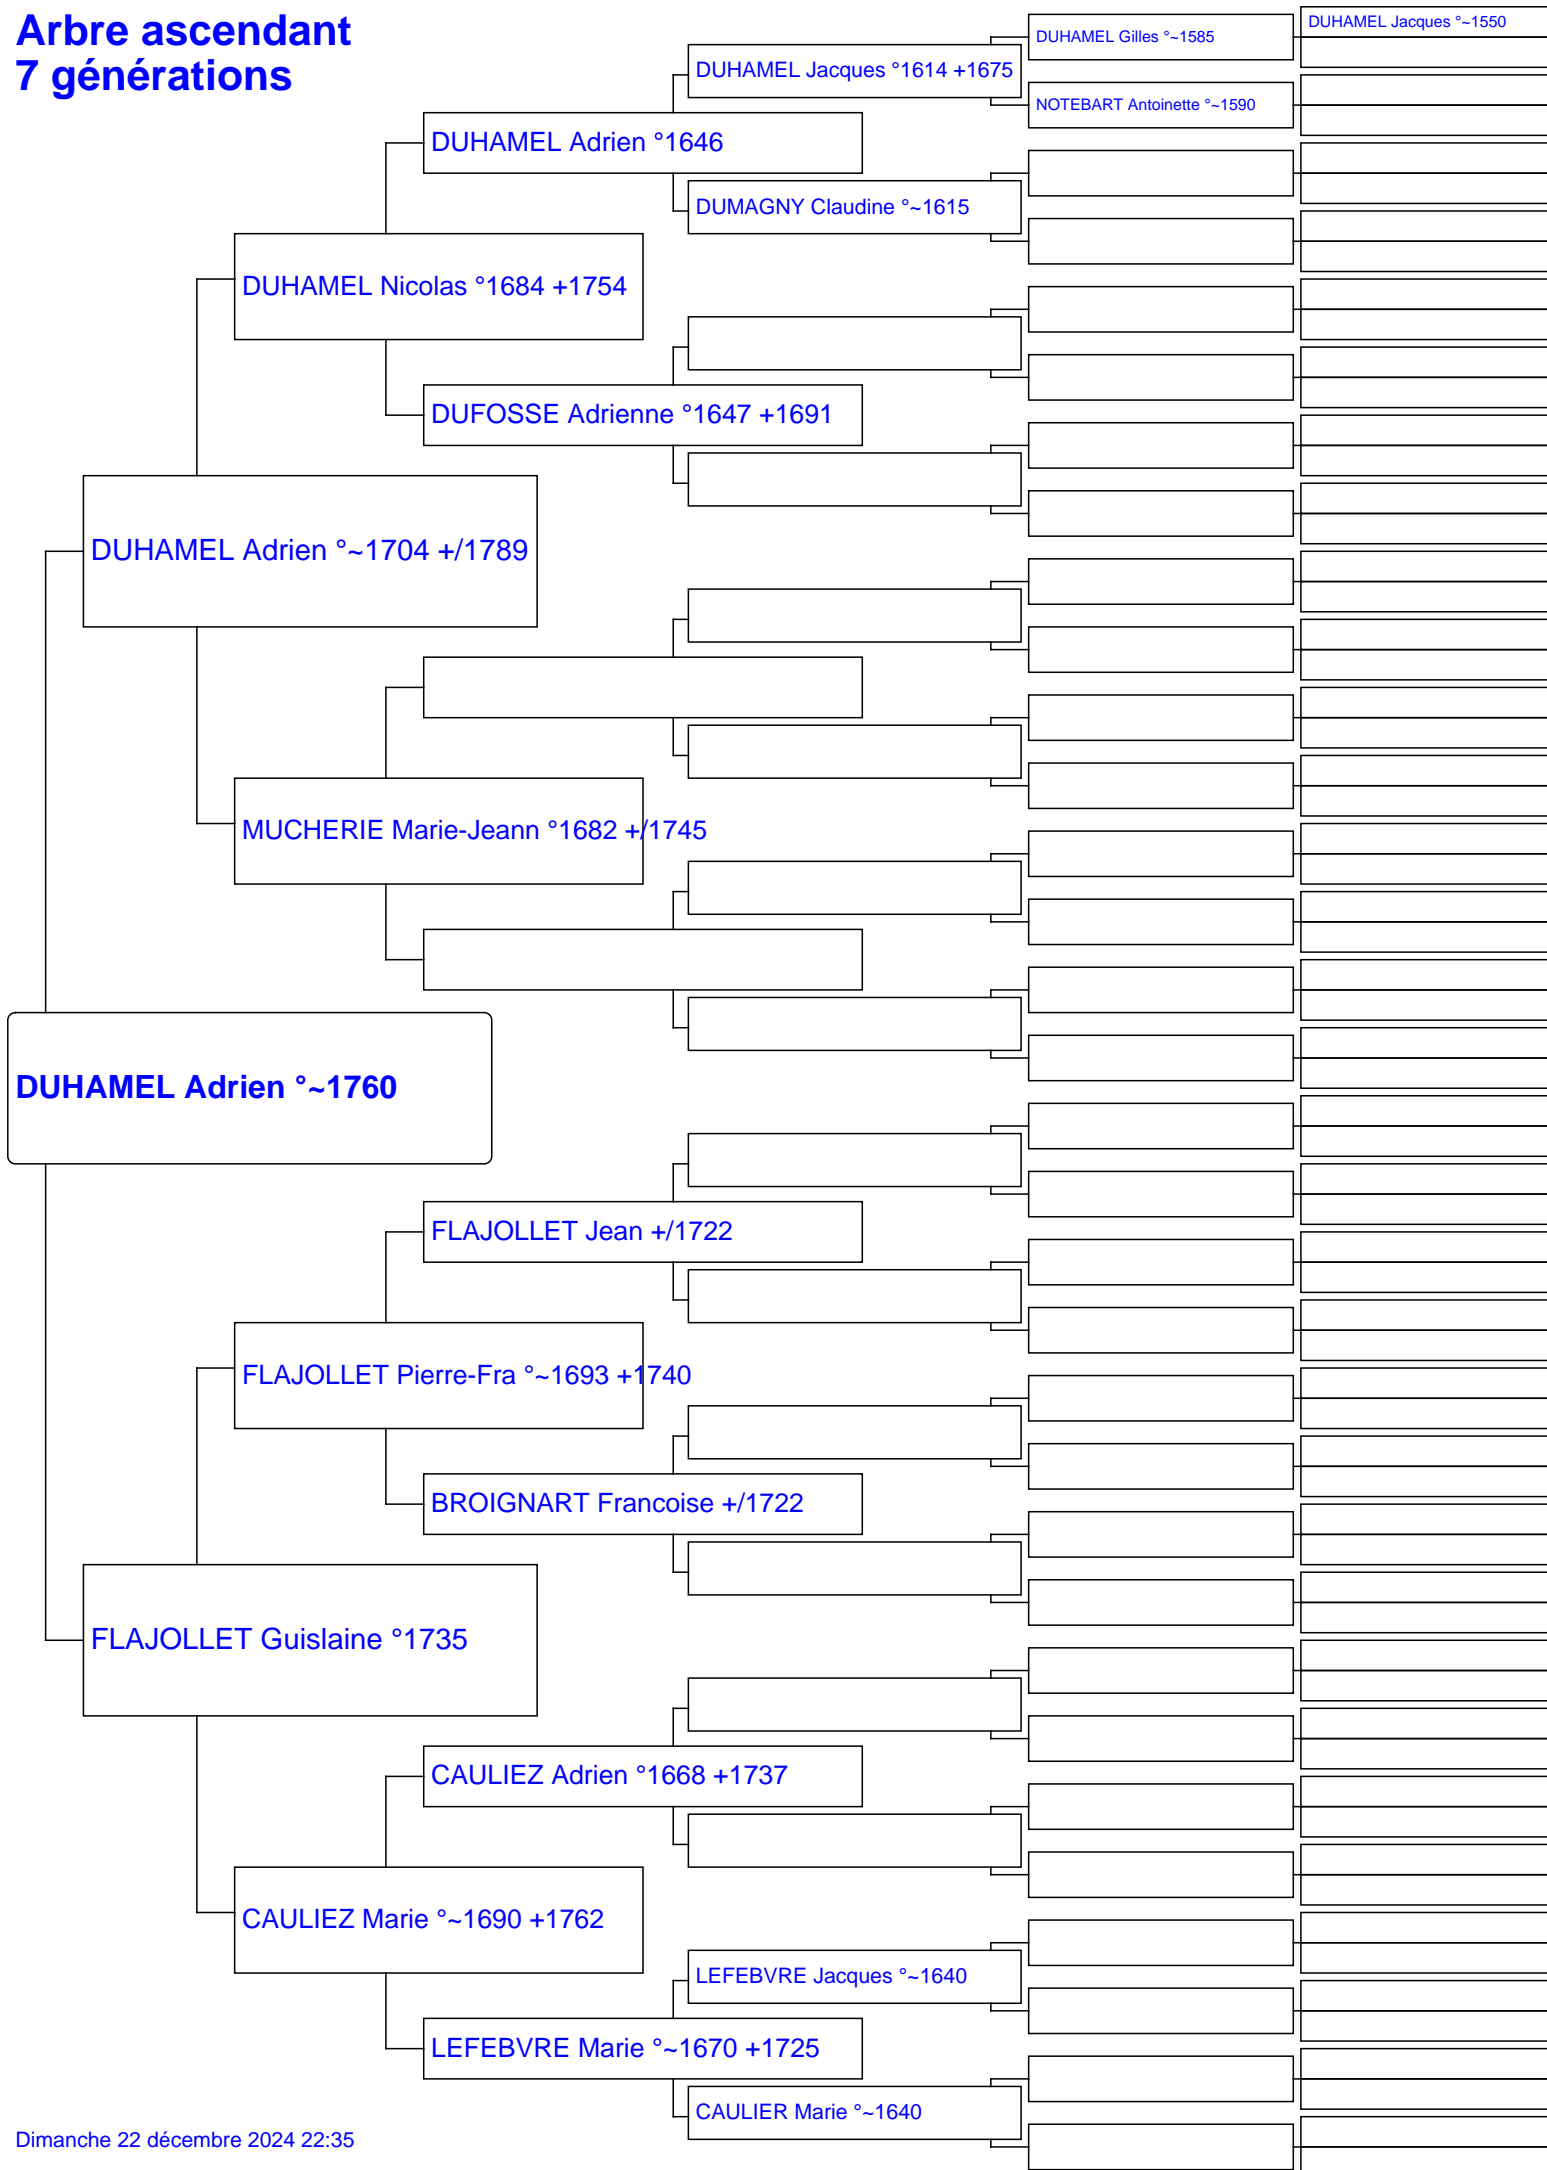 Arbre ascendant
7 générations
DUHAMEL Jacques °~1550
DUHAMEL Gilles °~1585
DUHAMEL Jacques °1614 +1675
NOTEBART Antoinette °~1590
DUHAMEL Adrien °1646
DUMAGNY Claudine °~1615
DUHAMEL Nicolas °1684 +1754
DUFOSSE Adrienne °1647 +1691
DUHAMEL Adrien °~1704 +/1789
MUCHERIE Marie-Jeann °1682 +/1745
DUHAMEL Adrien °~1760
FLAJOLLET Jean +/1722
FLAJOLLET Pierre-Fra °~1693 +1740
BROIGNART Francoise +/1722
FLAJOLLET Guislaine °1735
CAULIEZ Adrien °1668 +1737
CAULIEZ Marie °~1690 +1762
LEFEBVRE Jacques °~1640
LEFEBVRE Marie °~1670 +1725
CAULIER Marie °~1640
Dimanche 22 décembre 2024 22:35